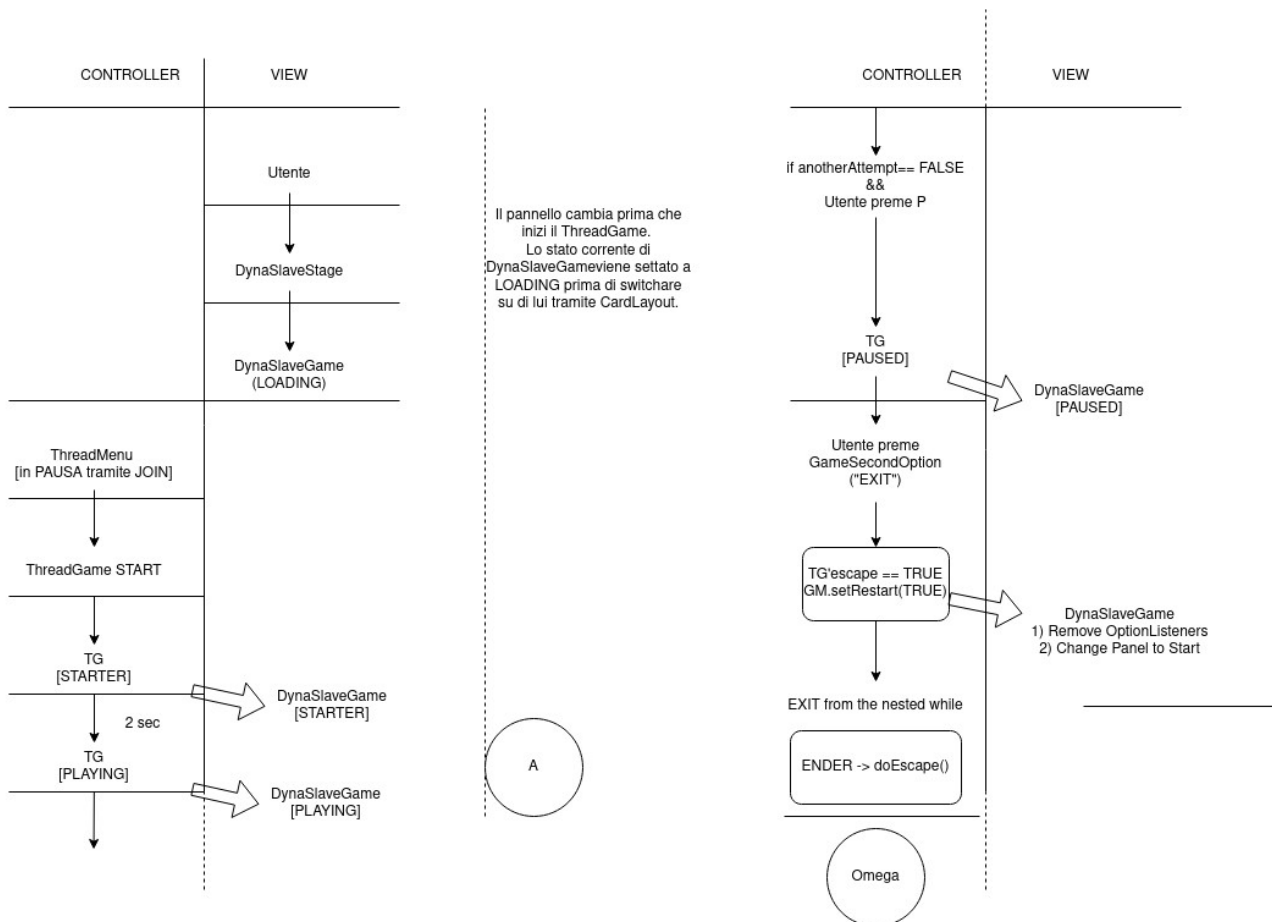 CONTROLLER
VIEW
Utente
DynaSlaveStage
DynaSlaveGame
(LOADING)
ThreadMenu
[in PAUSA tramite JOIN]
ThreadGame START
TG
[STARTER]
DynaSlaveGame
[STARTER]
2 sec
TG
[PLAYING]
DynaSlaveGame
[PLAYING]
Il pannello cambia prima che
inizi il ThreadGame.
Lo stato corrente di
DynaSlaveGameviene settato a
LOADING prima di switchare
su di lui tramite CardLayout.
A
CONTROLLER
VIEW
if anotherAttempt== FALSE
&&
Utente preme P
TG
[PAUSED]
DynaSlaveGame
[PAUSED]
Utente preme
GameSecondOption
("EXIT")
TG'escape == TRUE
GM.setRestart(TRUE)
DynaSlaveGame
1) Remove OptionListeners
2) Change Panel to Start
EXIT from the nested while
ENDER -> doEscape()
Omega